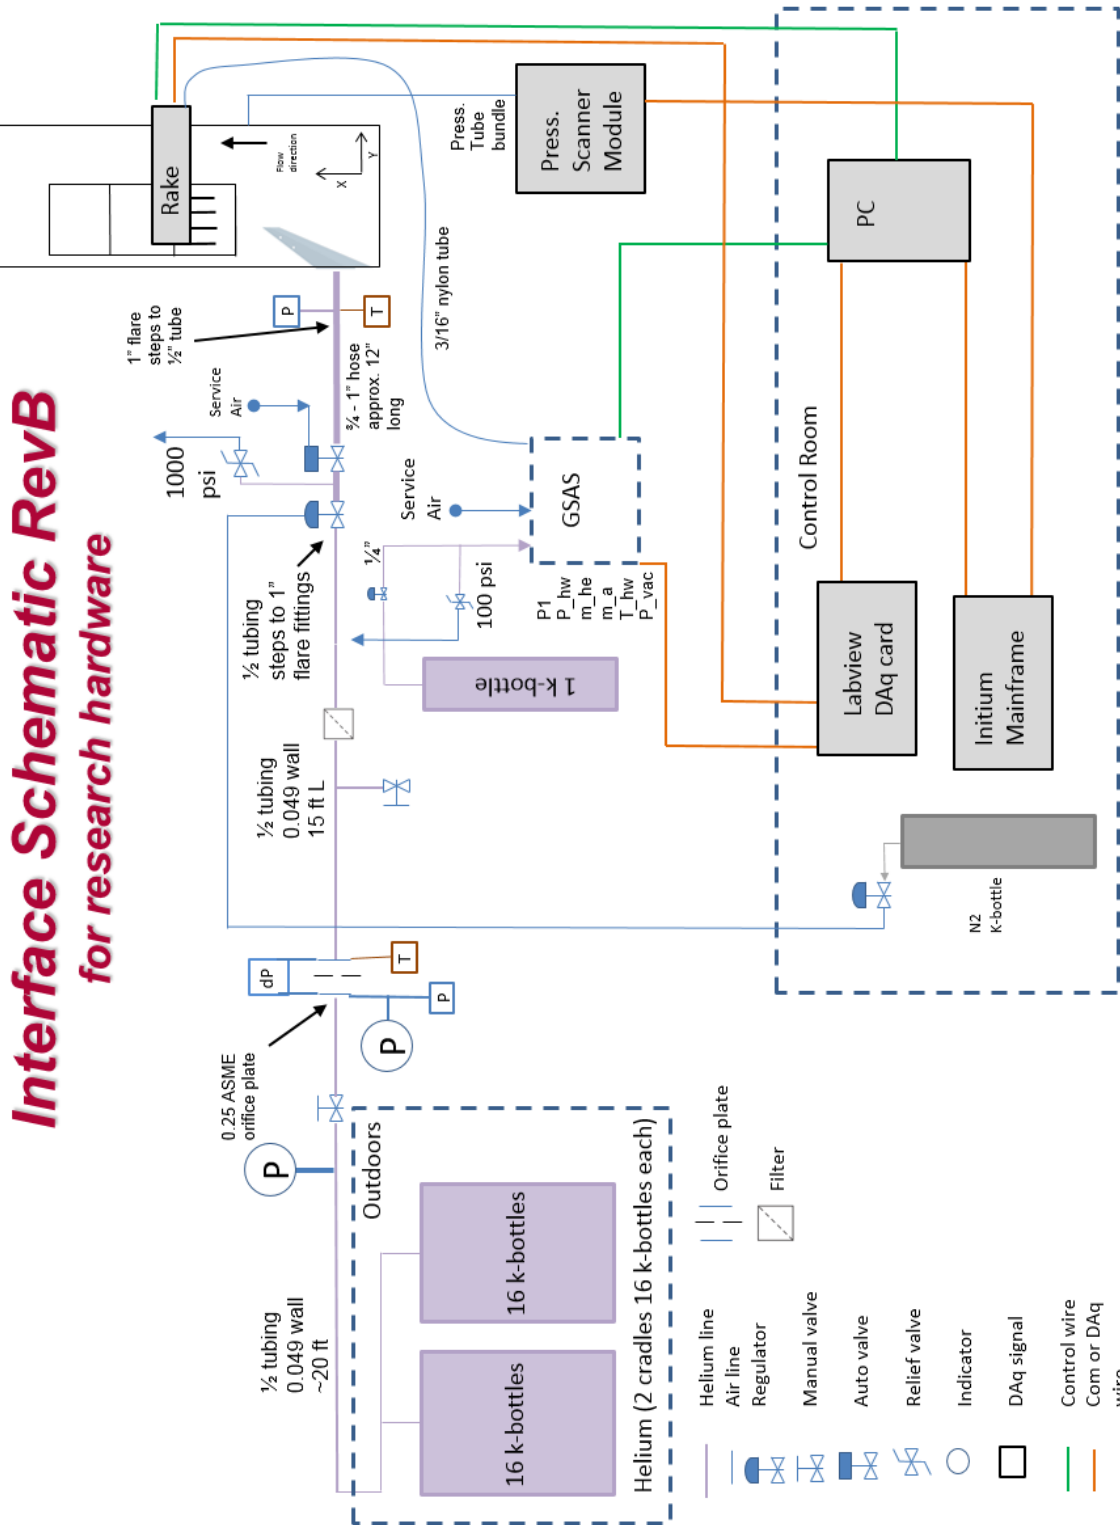 Interface Schematic RevB
for research hardware
½ tubing
0.049 wall
~20 ft
P
0.25 ASME
orifice plate
dP
P
P
T
½ tubing
0.049 wall
15 ft L
½ tubing
steps to 1"
flare fittings
1000
psi
Service
Air
1" flare
steps to
½" tube
P
T
¾ - 1" hose
approx. 12"
long
Rake
Flow
direction
X
Y
Outdoors
16 k-bottles
16 k-bottles
Helium (2 cradles 16 k-bottles each)
1 k-bottle
¼"
100 psi
Service
Air
GSAS
P1
P_hw
m_he
m_a
T_hw
P_vac
3/16" nylon tube
Press.
Tube
bundle
Press.
Scanner
Module
Control Room
N2
K-bottle
Labview
DAq card
Initium
Mainframe
PC
Helium line
Air line
Regulator
Manual valve
Auto valve
Relief valve
Indicator
DAq signal
Control wire
Com or DAq
wire
Orifice plate
Filter